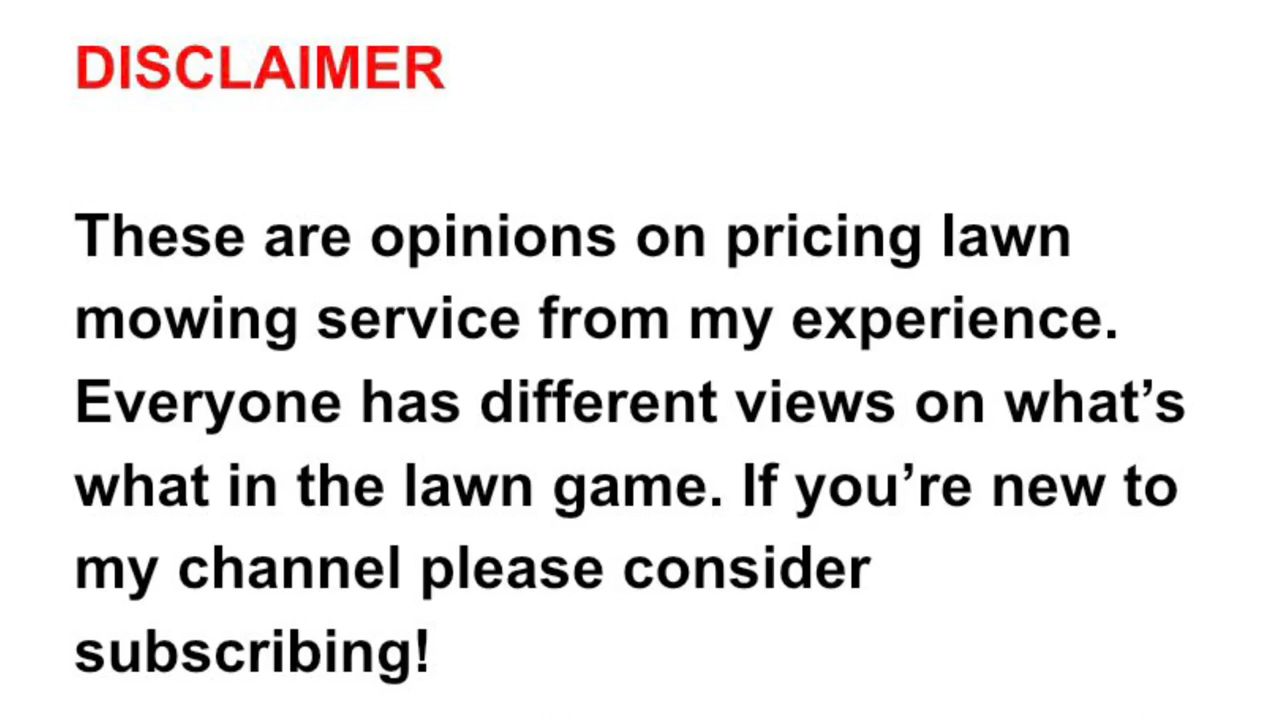 DISCLAIMER
These are opinions on pricing lawn
mowing service from my experience.
Everyone has different views on what’s
what in the lawn game. If you’re new to
my channel please consider
subscribing!